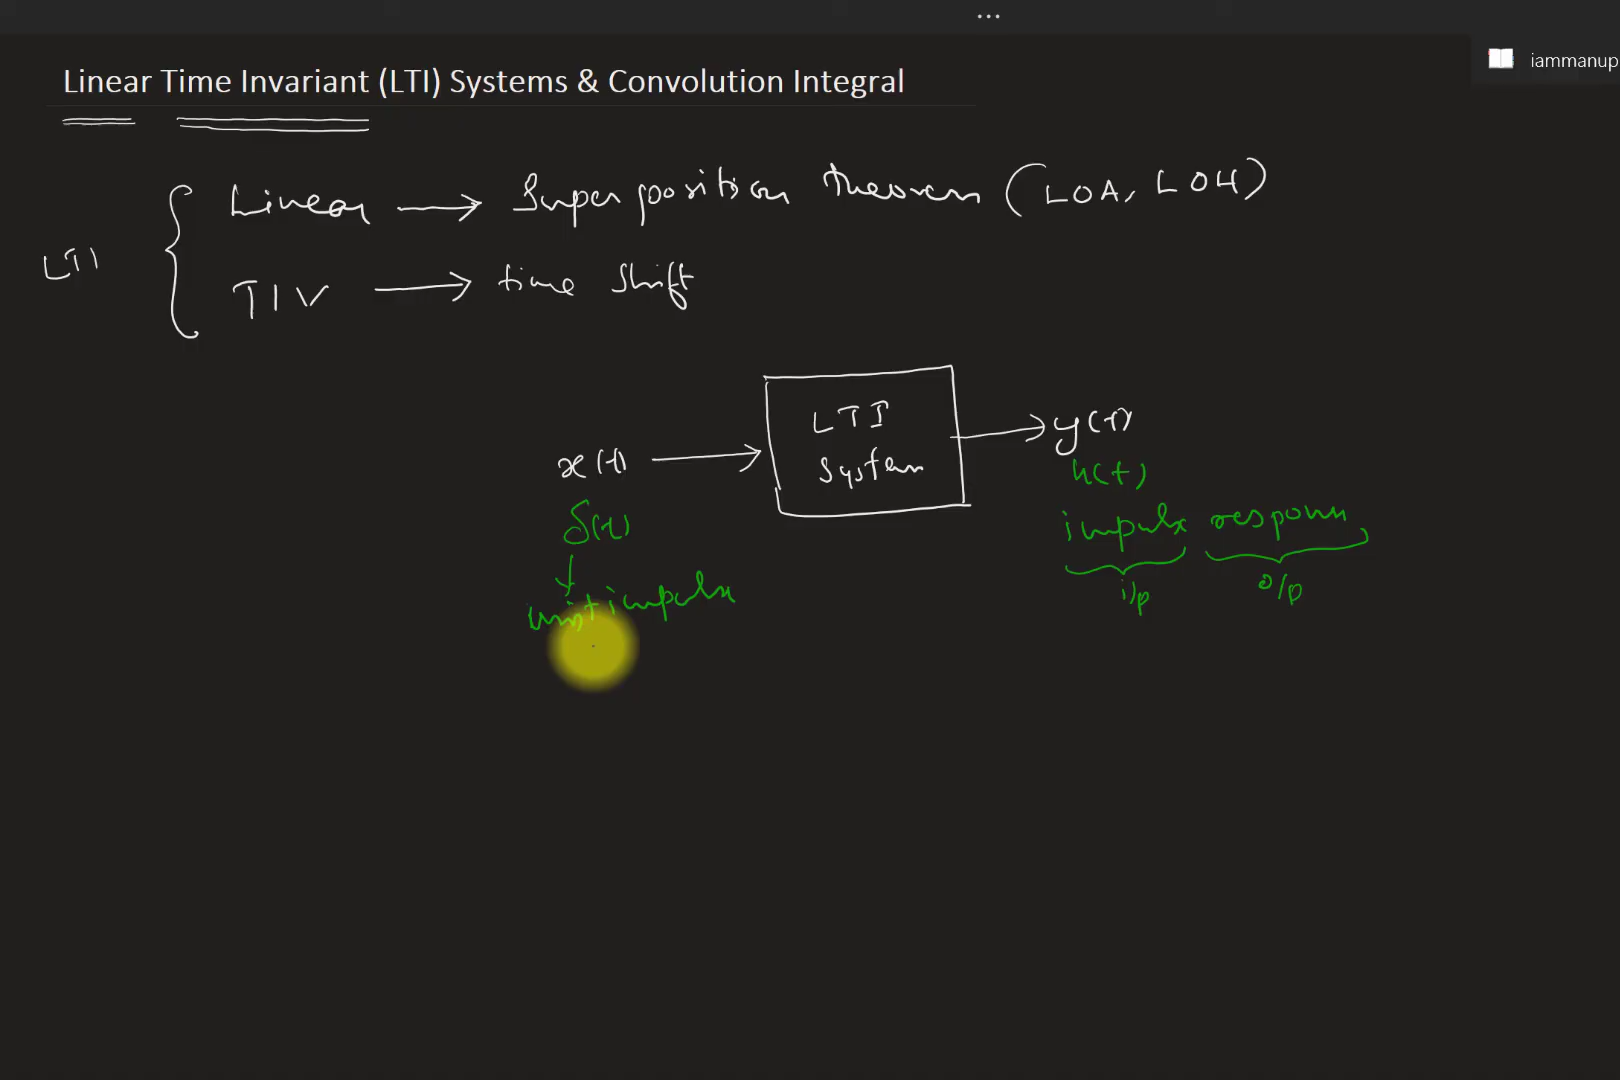 ...
iammanup
Linear Time Invariant (LTI) Systems & Convolution Integral
Linear → Superposition theorem (LOA, LOH)
LTI
TIV → time shift
LTI
System
x(t)
y(t)
h(t)
δ(t)
impulse response
i/p
o/p
unit impulse